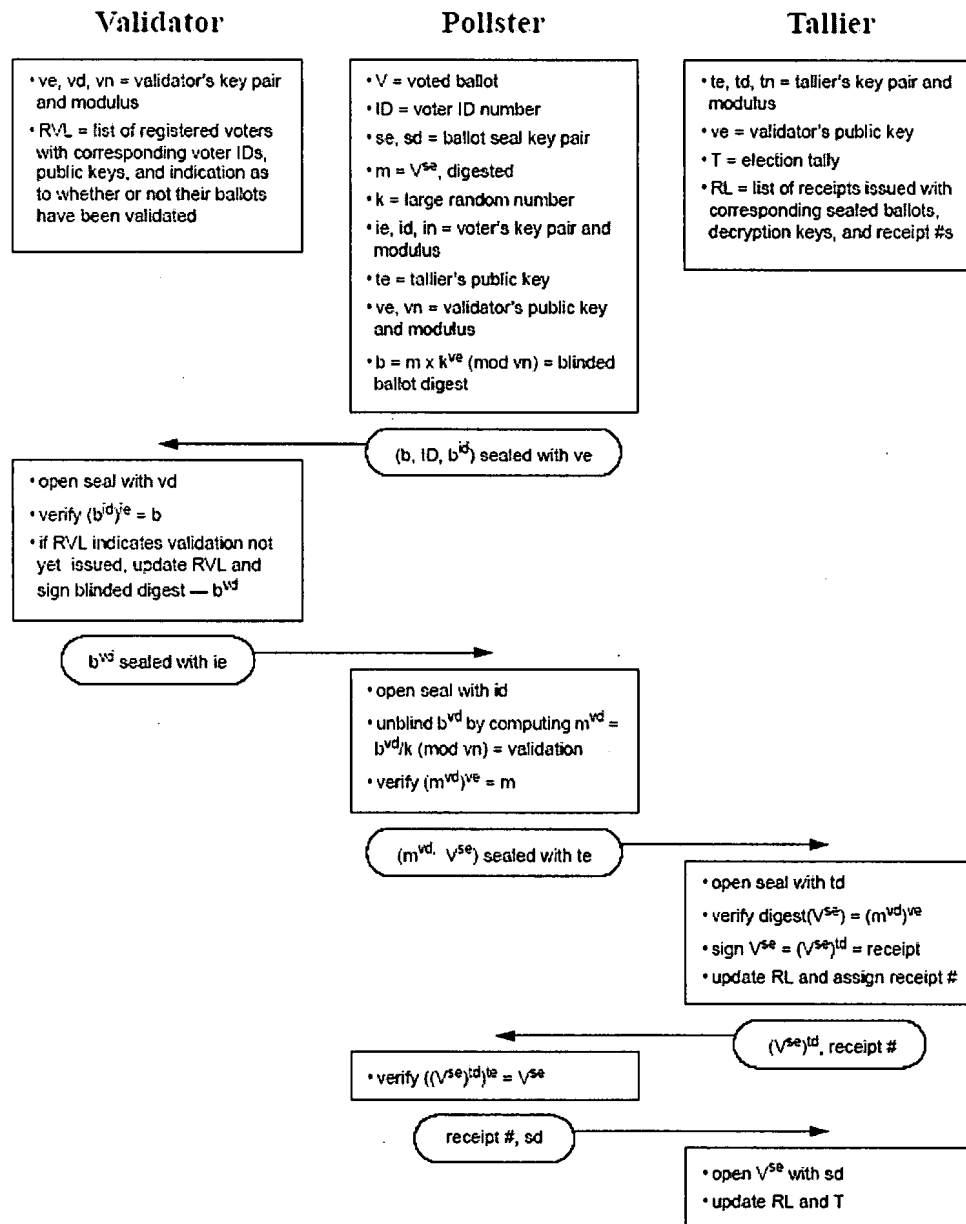 Validator
Pollster
Tallier
• ve, vd, vn = validator's key pair
and modulus
• RVL = list of registered voters
with corresponding voter IDs,
public keys, and indication as
to whether or not their ballots
have been validated
• V = voted ballot
• ID = voter ID number
• se, sd = ballot seal key pair
• m = V^se, digested
• k = large random number
• ie, id, in = voter's key pair and
modulus
• te = tallier's public key
• ve, vn = validator's public key
and modulus
• b = m x k^ve (mod vn) = blinded
ballot digest
• te, td, tn = tallier's key pair and
modulus
• ve = validator's public key
• T = election tally
• RL = list of receipts issued with
corresponding sealed ballots,
decryption keys, and receipt #s
(b, ID, b^id) sealed with ve
• open seal with vd
• verify (b^id)^ie = b
• if RVL indicates validation not
yet issued, update RVL and
sign blinded digest — b^vd
b^vd sealed with ie
• open seal with id
• unblind b^vd by computing m^vd =
b^vd/k (mod vn) = validation
• verify (m^vd)^ve = m
(m^vd, V^se) sealed with te
• open seal with td
• verify digest(V^se) = (m^vd)^ve
• sign V^se = (V^se)^td = receipt
• update RL and assign receipt #
(V^se)^td, receipt #
• verify ((V^se)^td)^te = V^se
receipt #, sd
• open V^se with sd
• update RL and T